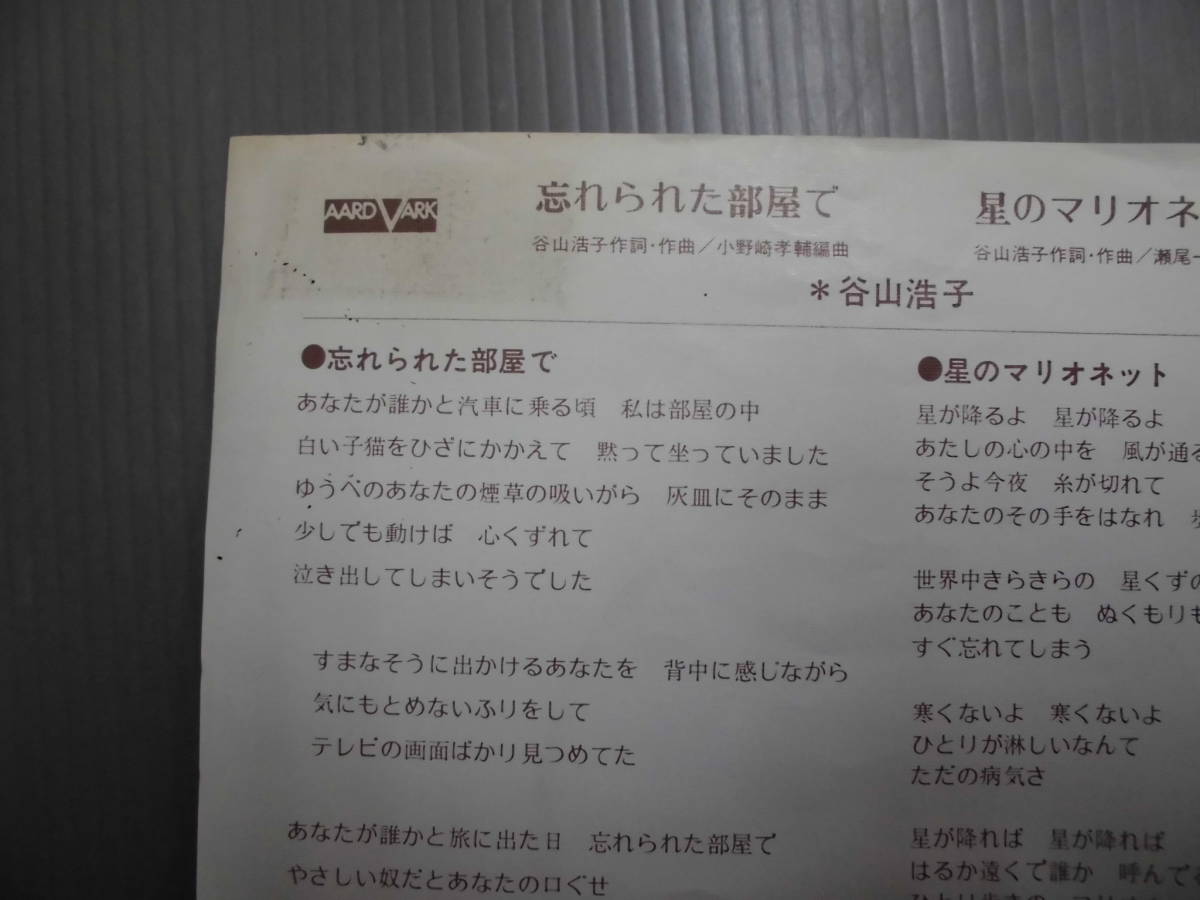 AARDVARK
忘れられた部屋で
谷山浩子作詞・作曲／小野崎孝輔編曲
星のマリオネ
谷山浩子作詞・作曲／瀬尾一
＊谷山浩子
●忘れられた部屋で
あなたが誰かと汽車に乗る頃　私は部屋の中
白い子猫をひざにかかえて　黙って坐っていました
ゆうべのあなたの煙草の吸いがら　灰皿にそのまま
少しでも動けば　心くずれて
泣き出してしまいそうでした
すまなそうに出かけるあなたを　背中に感じながら
気にもとめないふりをして
テレビの画面ばかり見つめてた
あなたが誰かと旅に出た日　忘れられた部屋で
やさしい奴だとあなたの口ぐせ
●星のマリオネット
星が降るよ　星が降るよ
あたしの心の中を　風が通る
そうよ今夜　糸が切れて
あなたのその手をはなれ
世界中きらきらの　星くずの
あなたのことも　ぬくもりも
すぐ忘れてしまう
寒くないよ　寒くないよ
ひとりが淋しいなんて
ただの病気さ
星が降れば　星が降れば
はるか遠くで誰か　呼んでる